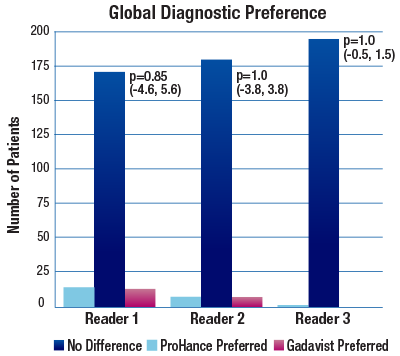 Global Diagnostic Preference
Number of Patients
200
175
150
125
100
75
50
25
0
p=0.85
(-4.6, 5.6)
p=1.0
(-3.8, 3.8)
p=1.0
(-0.5, 1.5)
Reader 1 Reader 2 Reader 3
No Difference ProHance Preferred Gadavist Preferred